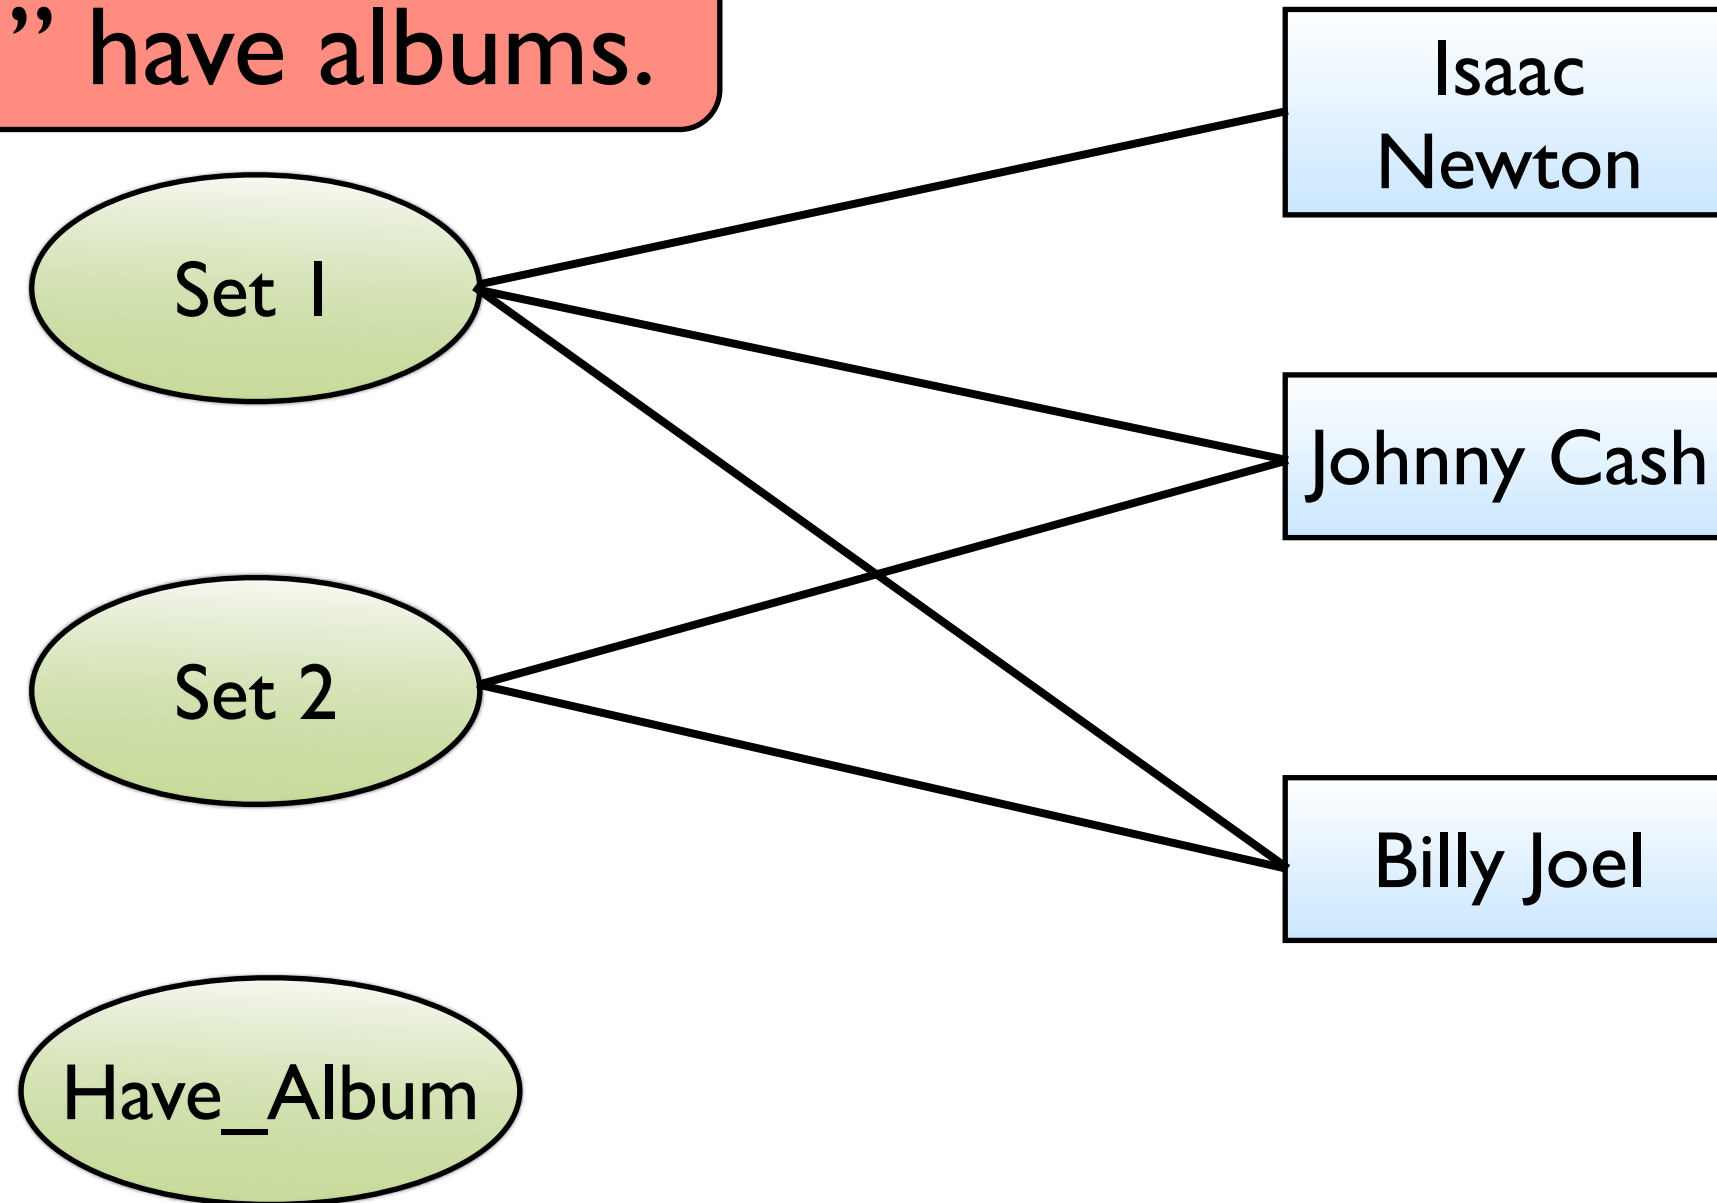 ” have albums.
Isaac
Newton
Set 1
Johnny Cash
Set 2
Billy Joel
Have_Album